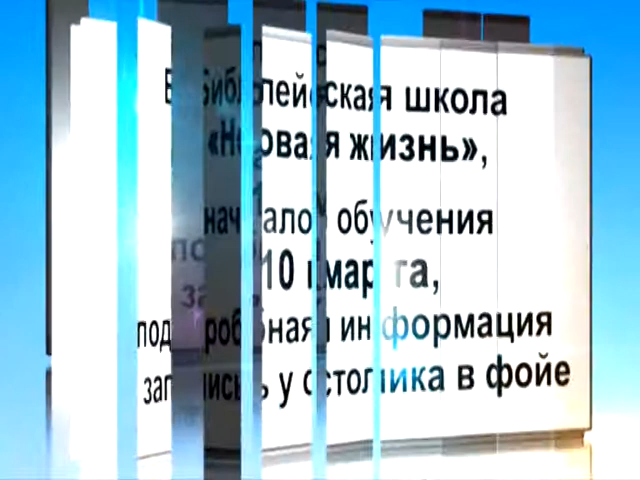 Библейская школа
«Новая жизнь»,
начало обучения
10 марта,
подробная информация
запись у столика в фойе